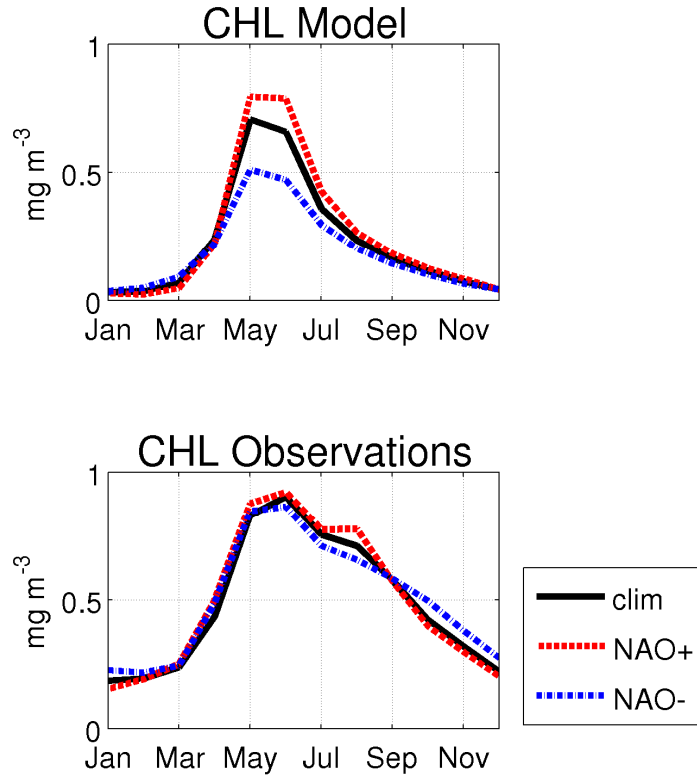 CHL Model
1
0.5
0
mg m⁻³
Jan Mar May Jul Sep Nov
CHL Observations
1
0.5
0
mg m⁻³
Jan Mar May Jul Sep Nov
clim
NAO+
NAO-